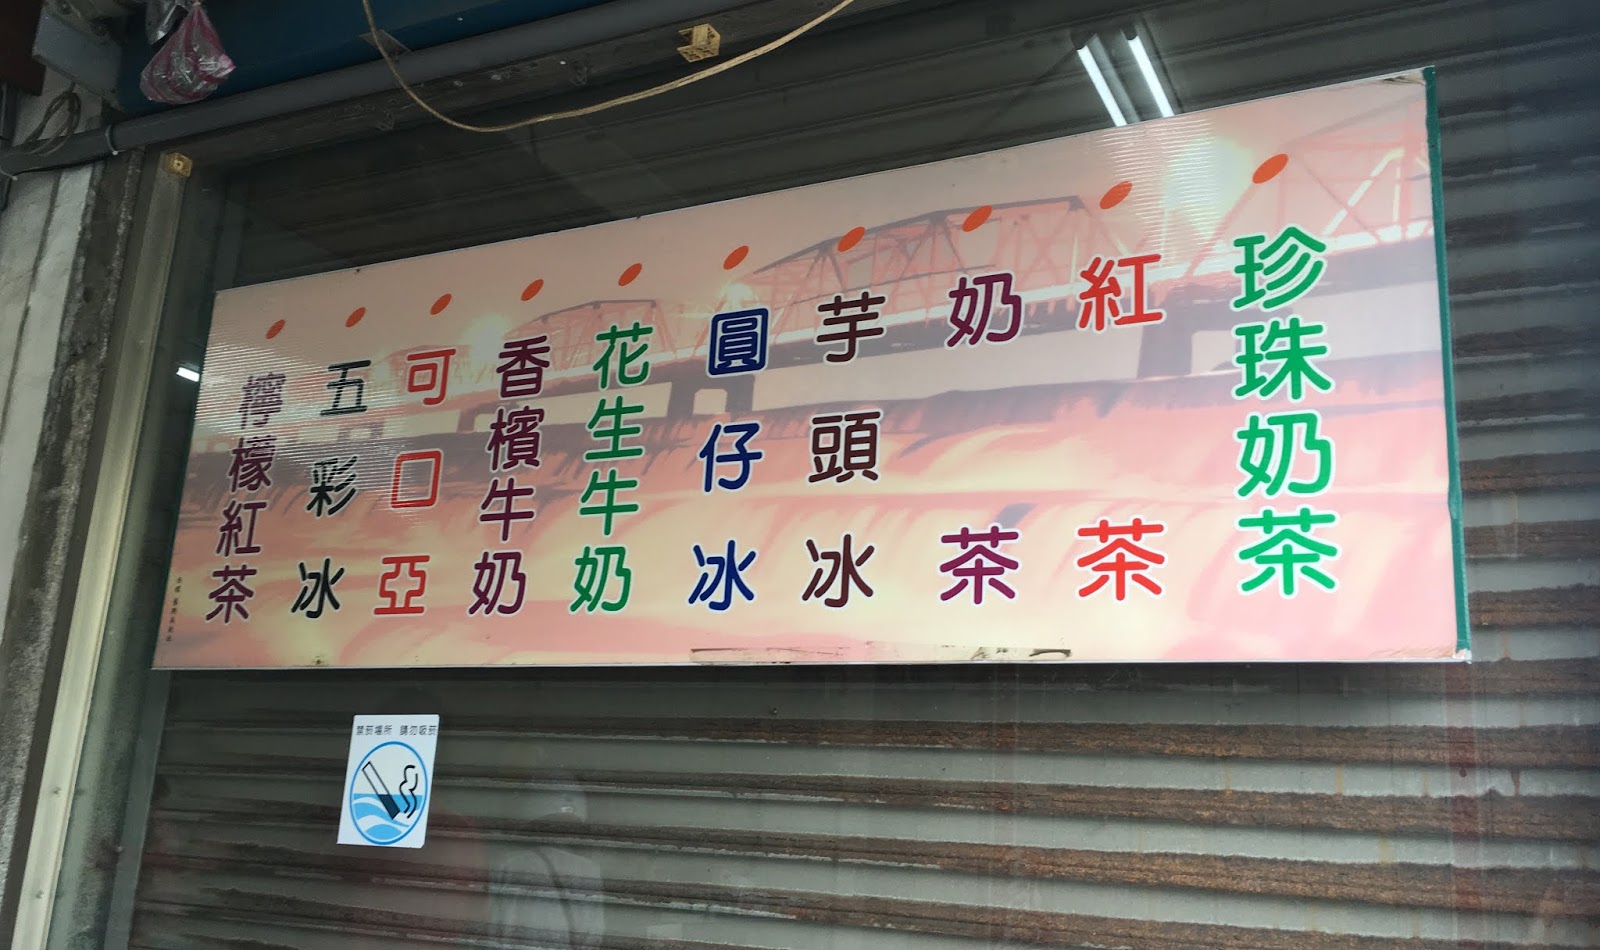 珍珠奶茶
紅茶
奶茶
芋頭冰
圓仔冰
花生牛奶
香檳牛奶
可口亞
五彩冰
檸檬紅茶
禁菸場所 請勿吸菸